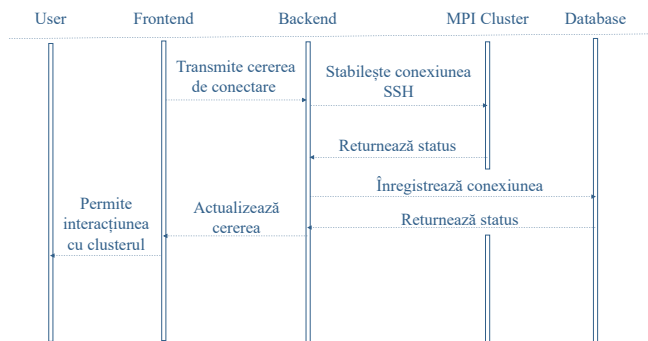 User Frontend Backend MPI Cluster Database
Transmite cererea
de conectare
Stabilește conexiunea
SSH
Returnează status
Înregistrează conexiunea
Permite
interacțiunea
cu clusterul
Actualizează
cererea
Returnează status